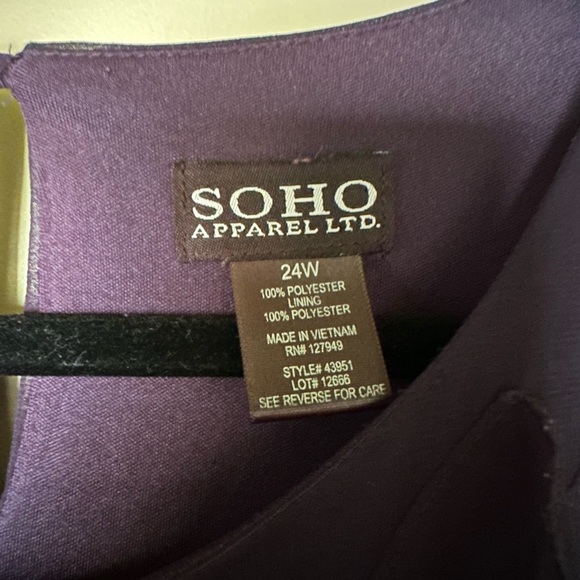 SOHO
APPAREL LTD.
24W
100% POLYESTER
LINING
100% POLYESTER
MADE IN VIETNAM
RN# 127949
STYLE# 43951
LOT# 12666
SEE REVERSE FOR CARE